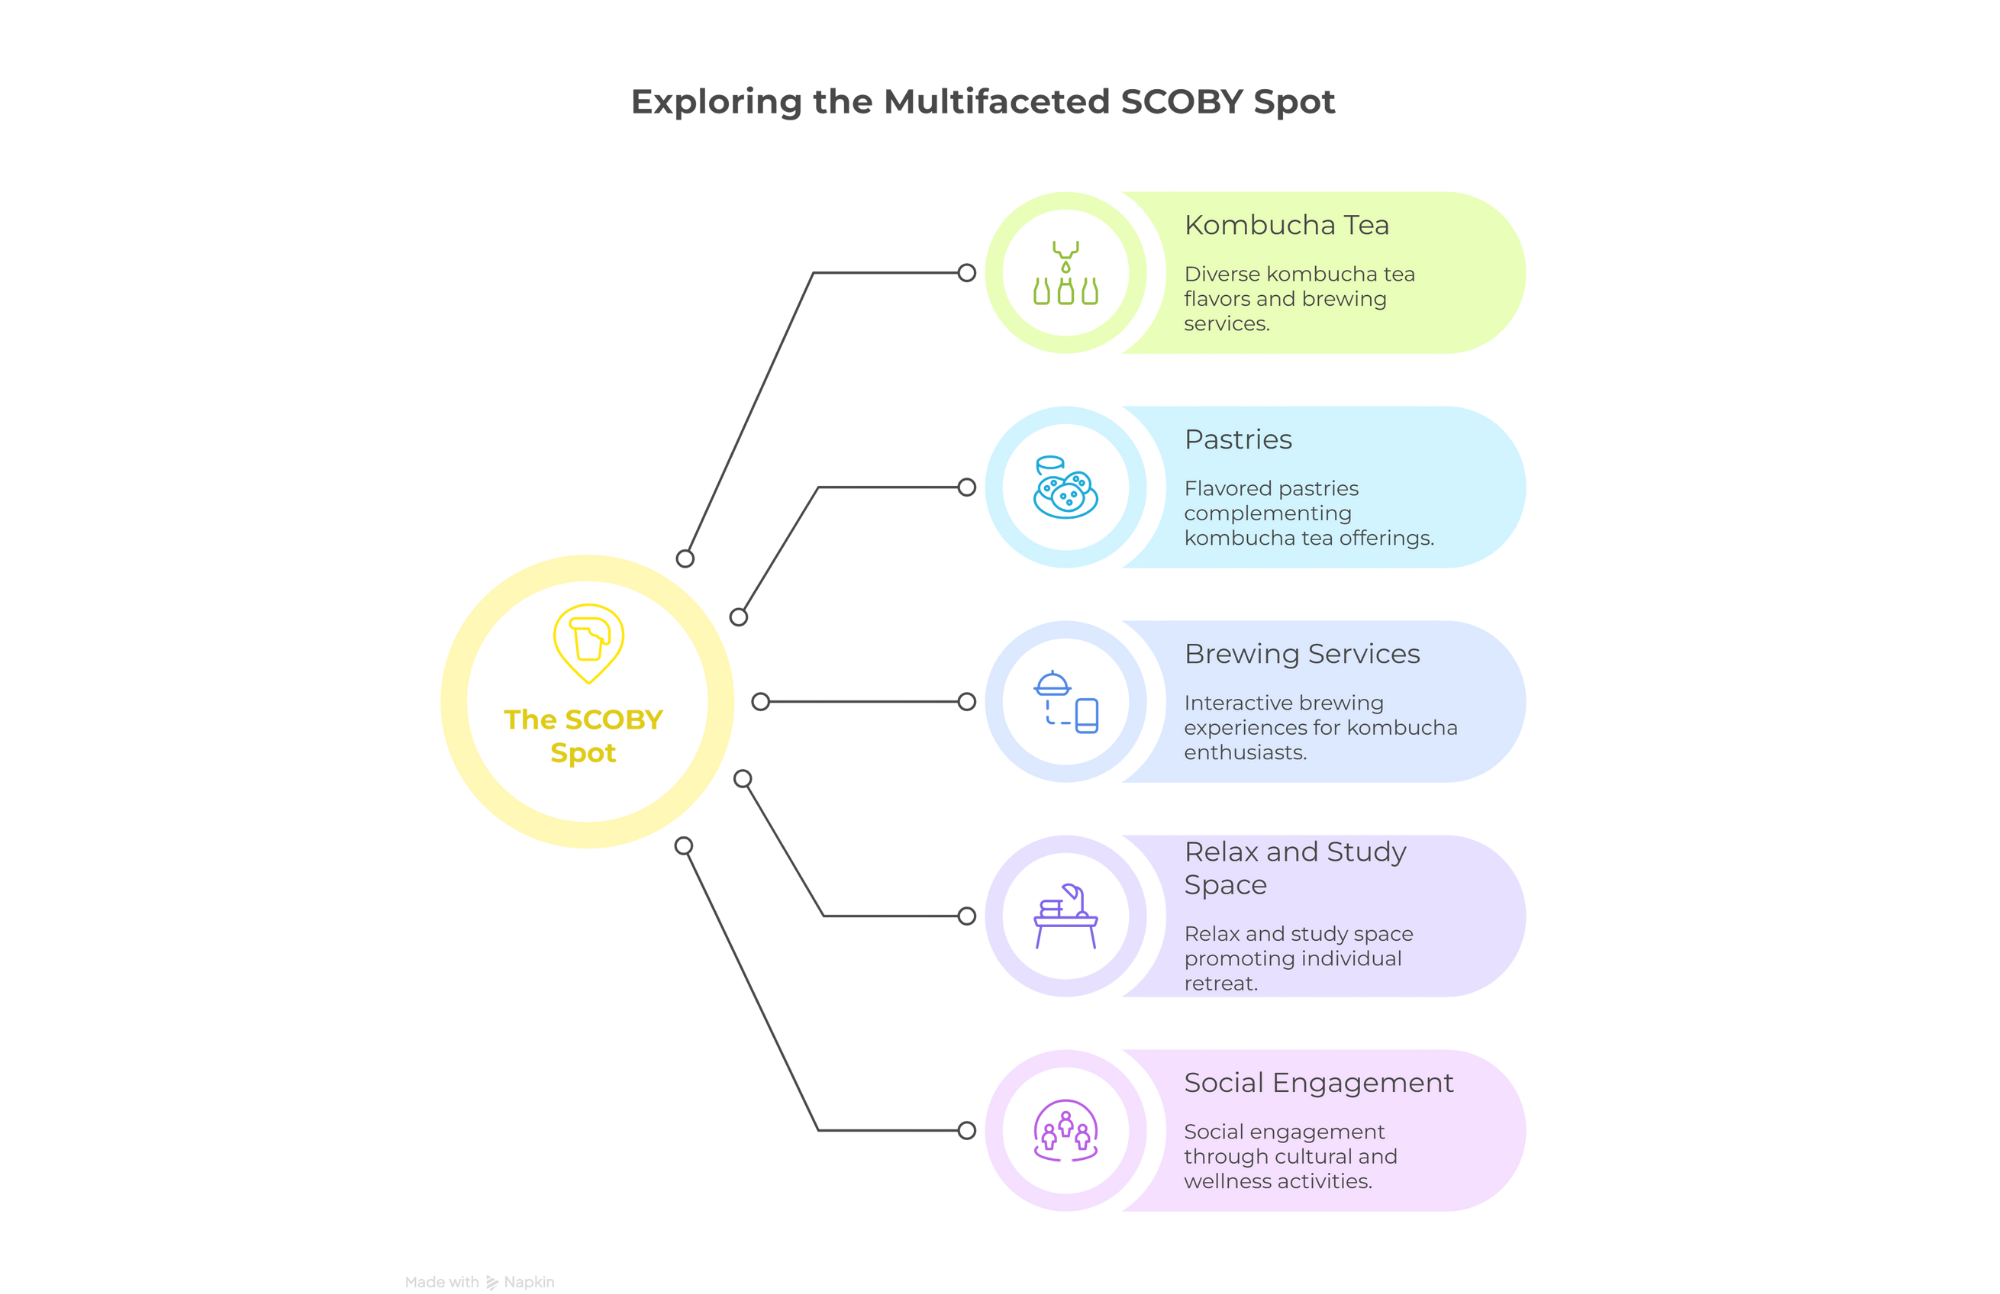 Exploring the Multifaceted SCOBY Spot
Kombucha Tea
Diverse kombucha tea
flavors and brewing
services.
Pastries
Flavored pastries
complementing
kombucha tea offerings.
The SCOBY
Spot
Brewing Services
Interactive brewing
experiences for kombucha
enthusiasts.
Relax and Study
Space
Relax and study space
promoting individual
retreat.
Social Engagement
Social engagement
through cultural and
wellness activities.
Made with Napkin